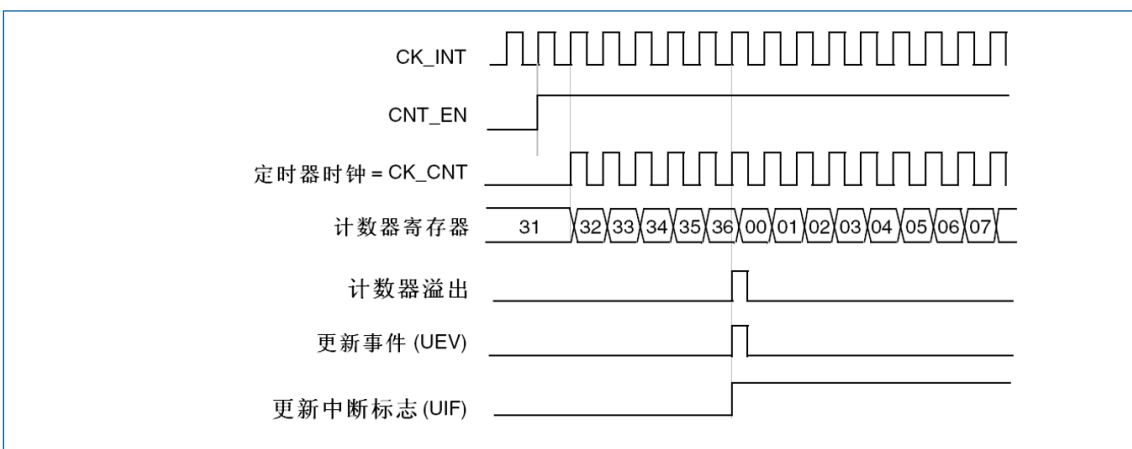 CK_INT
CNT_EN
定时器时钟 = CK_CNT
计数器寄存器 31 32 33 34 35 36 00 01 02 03 04 05 06 07
计数器溢出
更新事件 (UEV)
更新中断标志 (UIF)